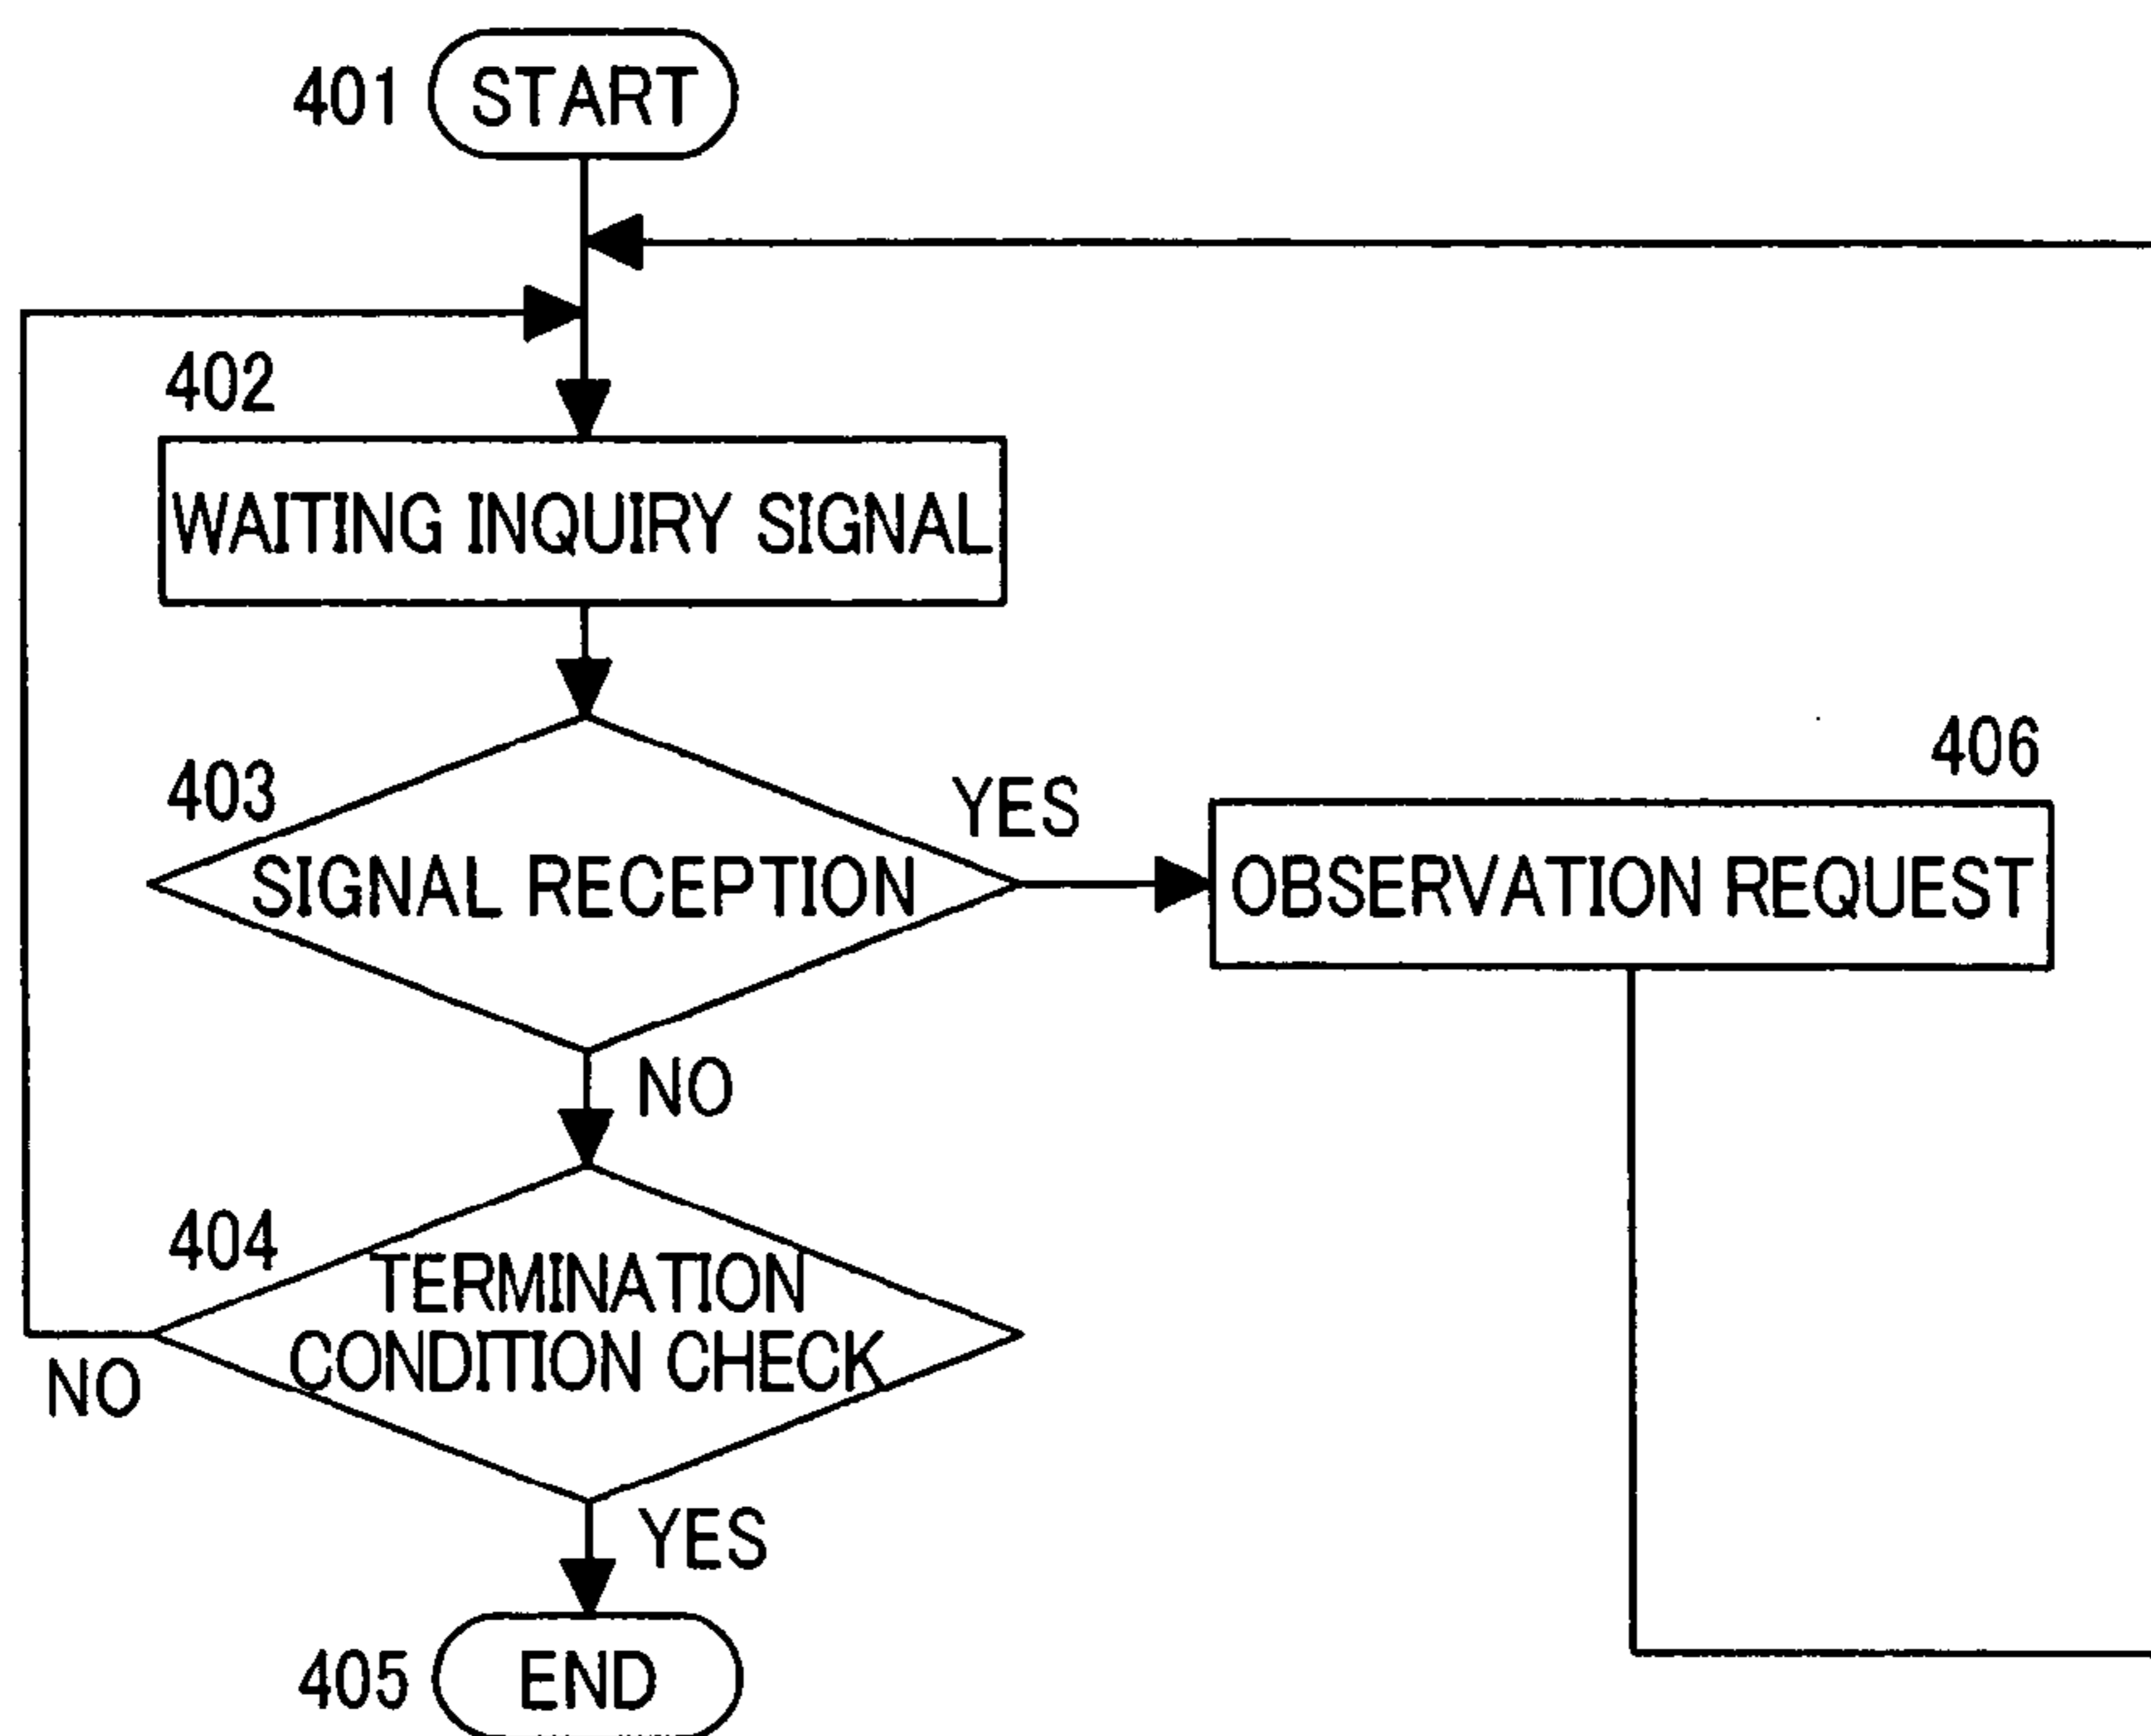 401 START
402
WAITING INQUIRY SIGNAL
403
YES
SIGNAL RECEPTION
406
OBSERVATION REQUEST
NO
404
TERMINATION
CONDITION CHECK
NO
YES
405 END